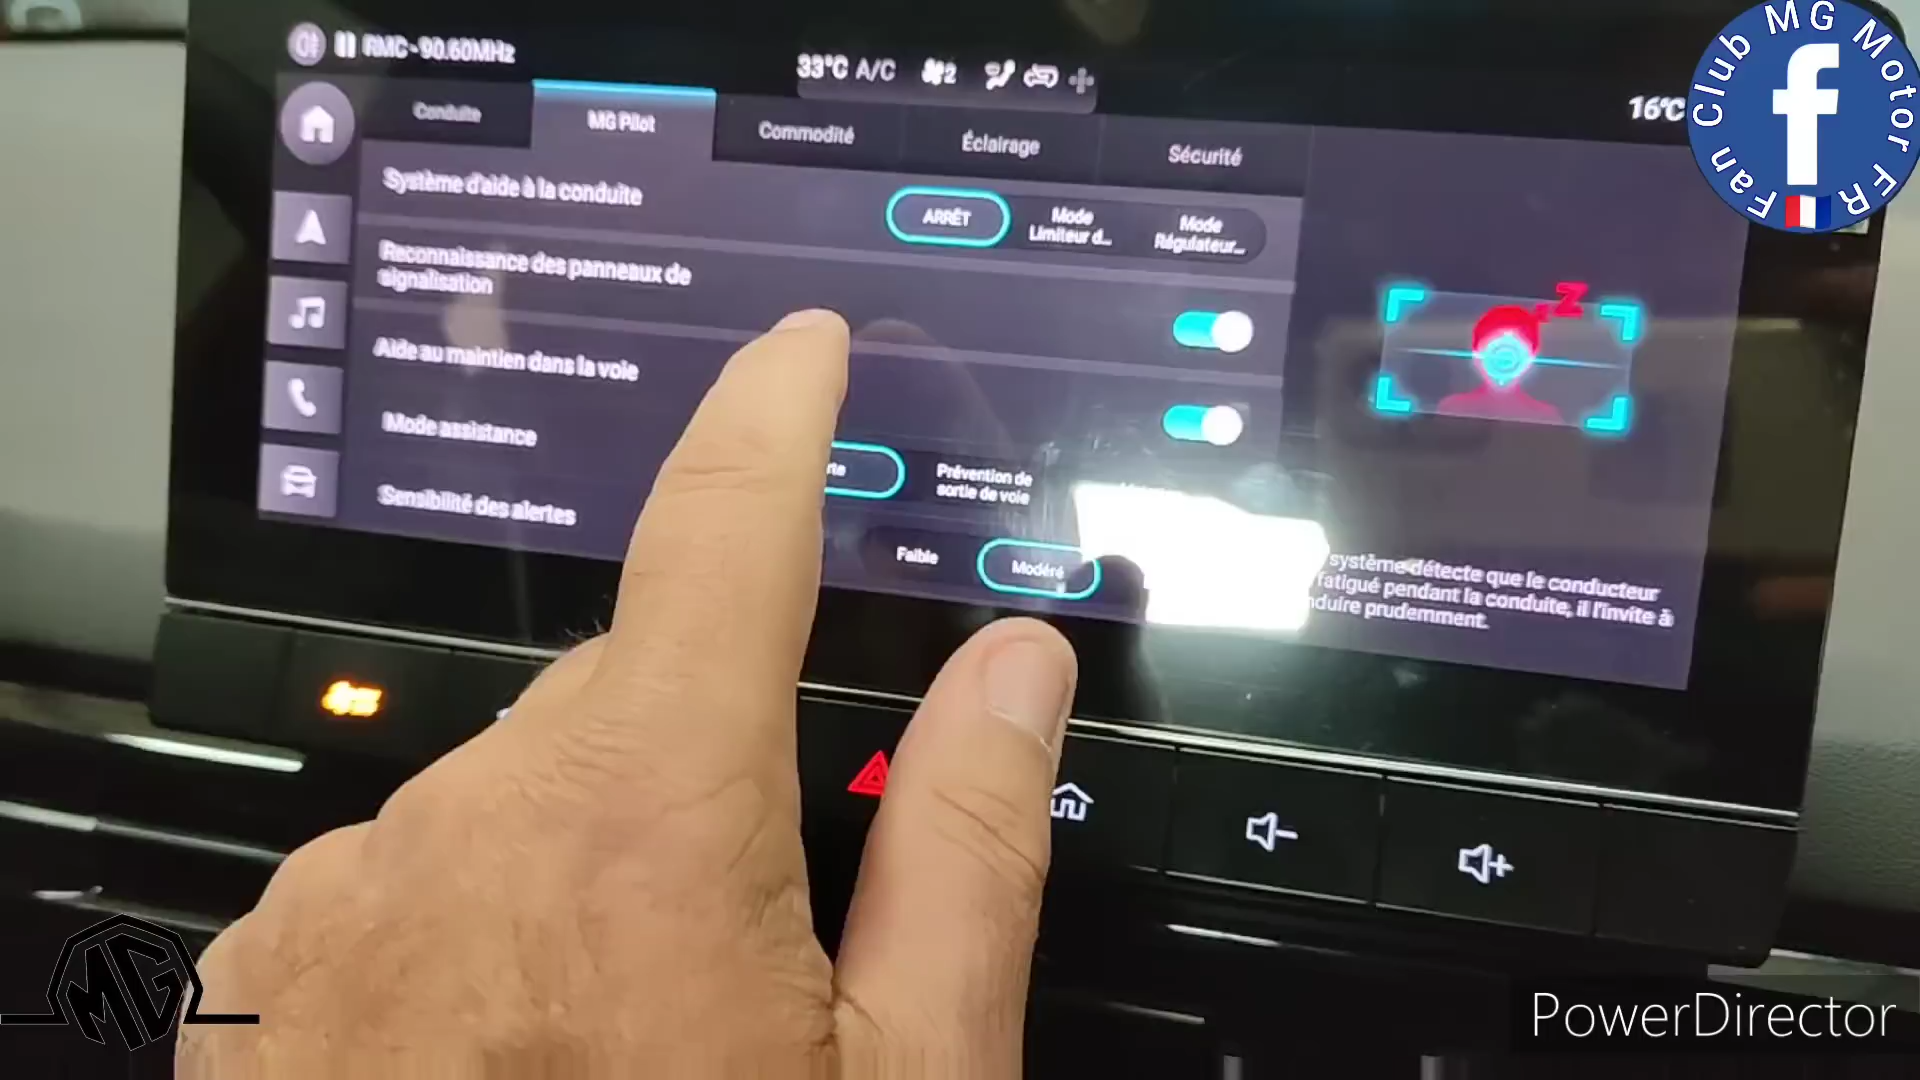 RMC - 90.60MHz
33°C A/C
2
16°C
Conduite
MG Pilot
Commodité
Éclairage
Sécurité
Système d'aide à la conduite
ARRÊT
Mode
Limiteur d...
Mode
Régulateur...
Reconnaissance des panneaux de
signalisation
Aide au maintien dans la voie
Mode assistance
rte
Prévention de
sortie de voie
Sensibilité des alertes
Faible
Modéré
système détecte que le conducteur
fatigué pendant la conduite, il l'invite à
nduire prudemment.
Fan Club MG Motor FR
f
MG
PowerDirector